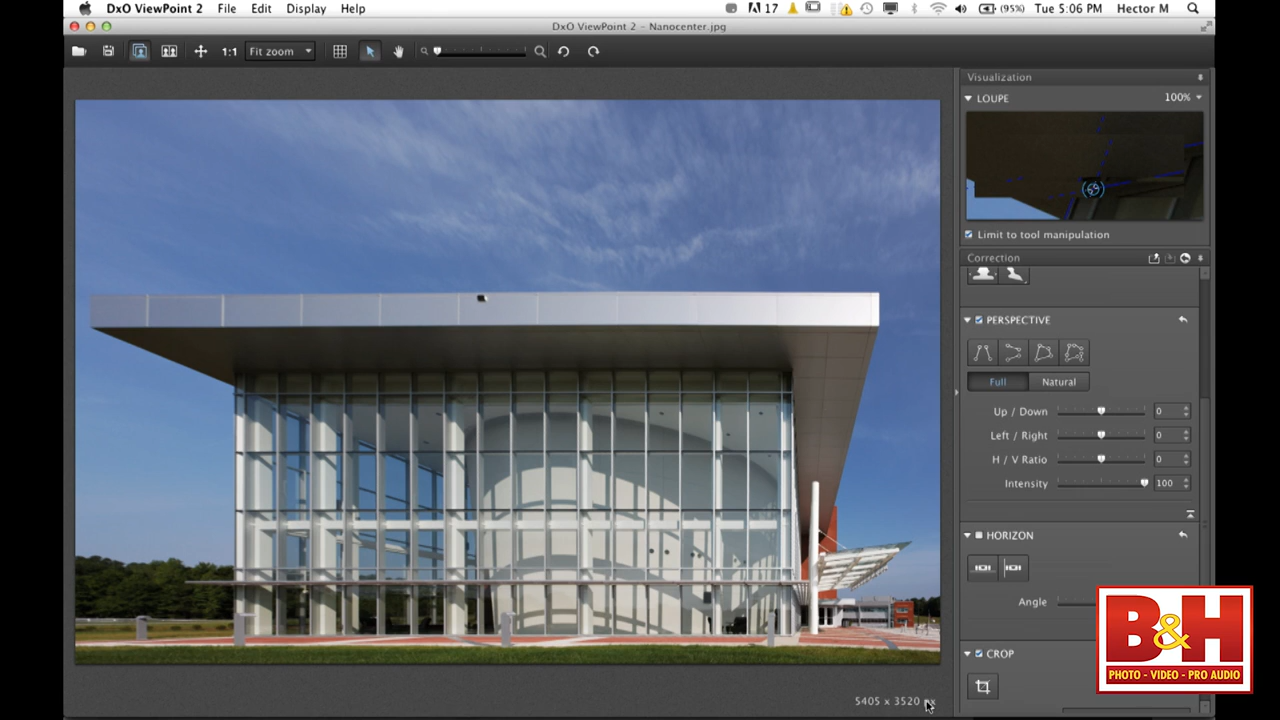 DxO ViewPoint 2 File Edit Display Help
17 (95%) Tue 5:06 PM Hector M
DxO ViewPoint 2 - Nanocenter.jpg
1:1 Fit zoom
Visualization
LOUPE 100%
Limit to tool manipulation
Correction
PERSPECTIVE
Full Natural
Up / Down 0
Left / Right 0
H / V Ratio 0
Intensity 100
HORIZON
Angle
CROP
5405 x 3520 px
B&H
PHOTO - VIDEO - PRO AUDIO